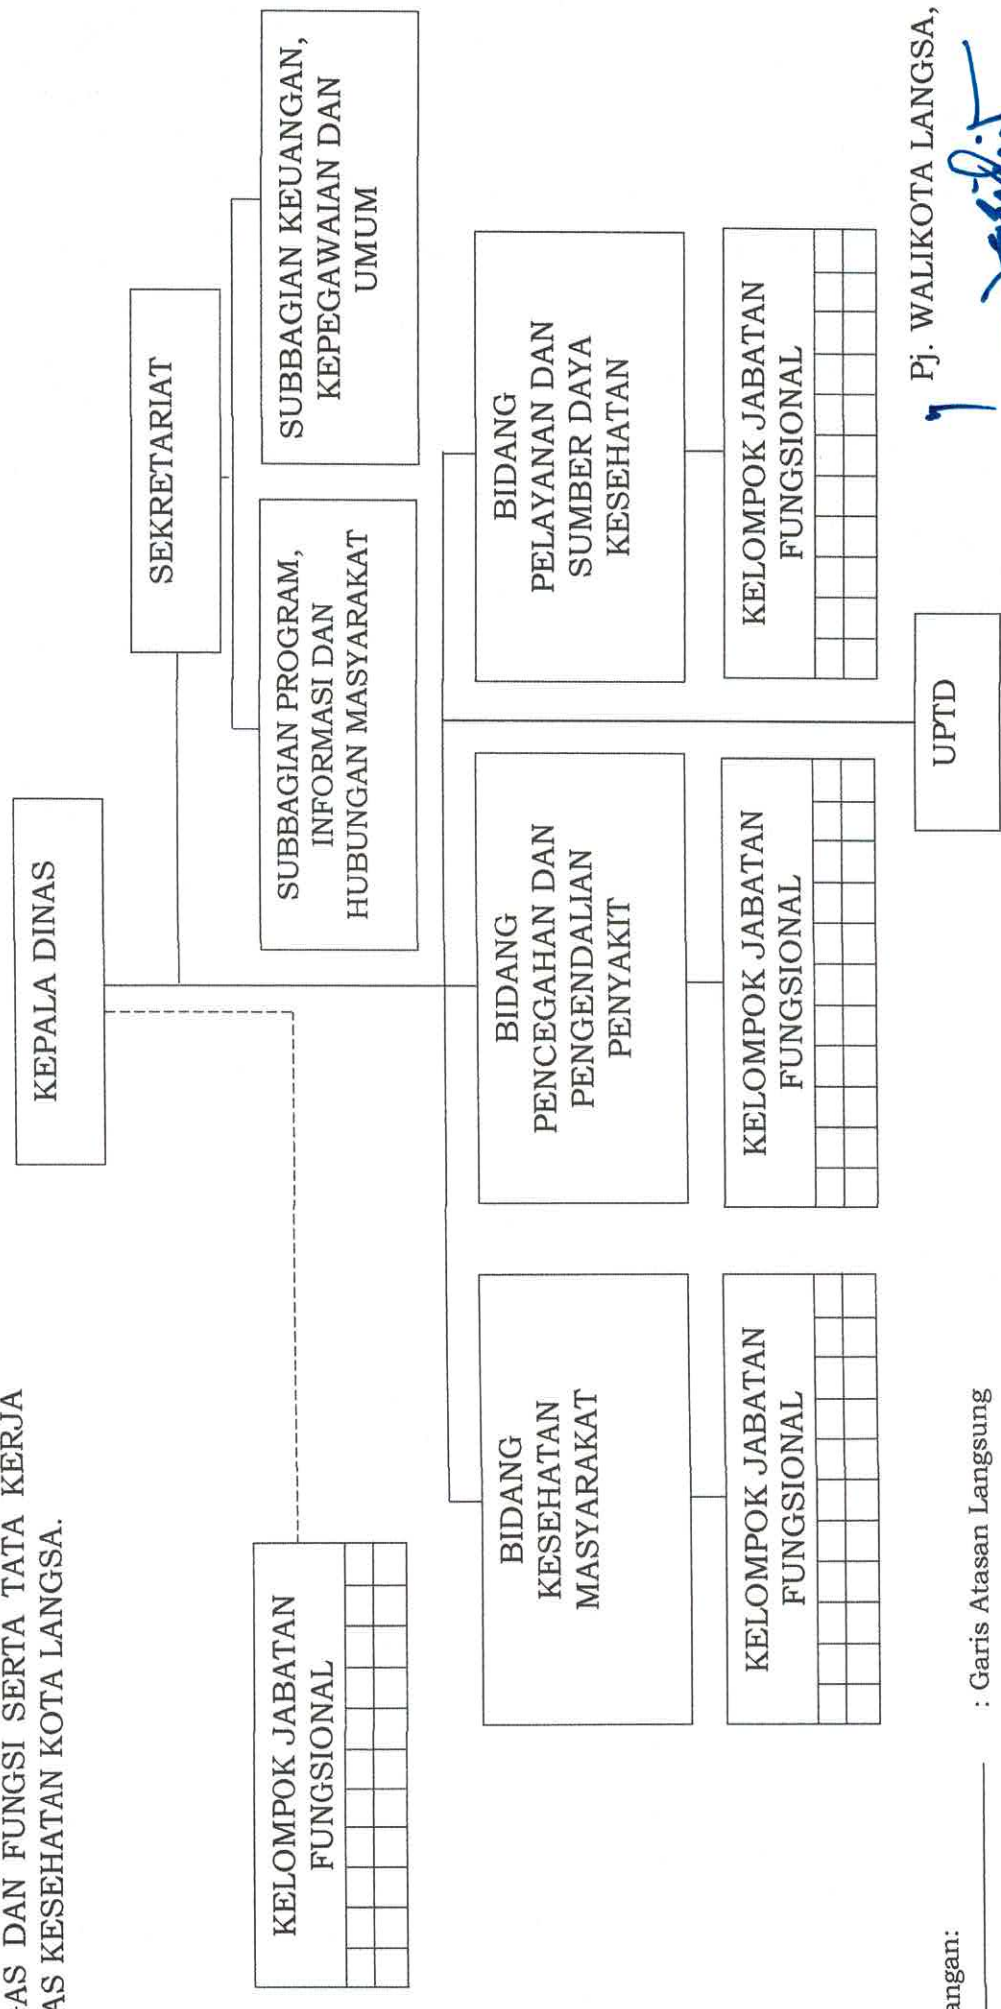 AS DAN FUNGSI SERTA TATA KERJA
AS KESEHATAN KOTA LANGSA.
KEPALA DINAS
SEKRETARIAT
KELOMPOK JABATAN
FUNGSIONAL
SUBBAGIAN PROGRAM,
INFORMASI DAN
HUBUNGAN MASYARAKAT
SUBBAGIAN KEUANGAN,
KEPEGAWAIAN DAN
UMUM
BIDANG
KESEHATAN
MASYARAKAT
BIDANG
PENCEGAHAN DAN
PENGENDALIAN
PENYAKIT
BIDANG
PELAYANAN DAN
SUMBER DAYA
KESEHATAN
KELOMPOK JABATAN
FUNGSIONAL
KELOMPOK JABATAN
FUNGSIONAL
KELOMPOK JABATAN
FUNGSIONAL
UPTD
Pj. WALIKOTA LANGSA,
angan:
: Garis Atasan Langsung